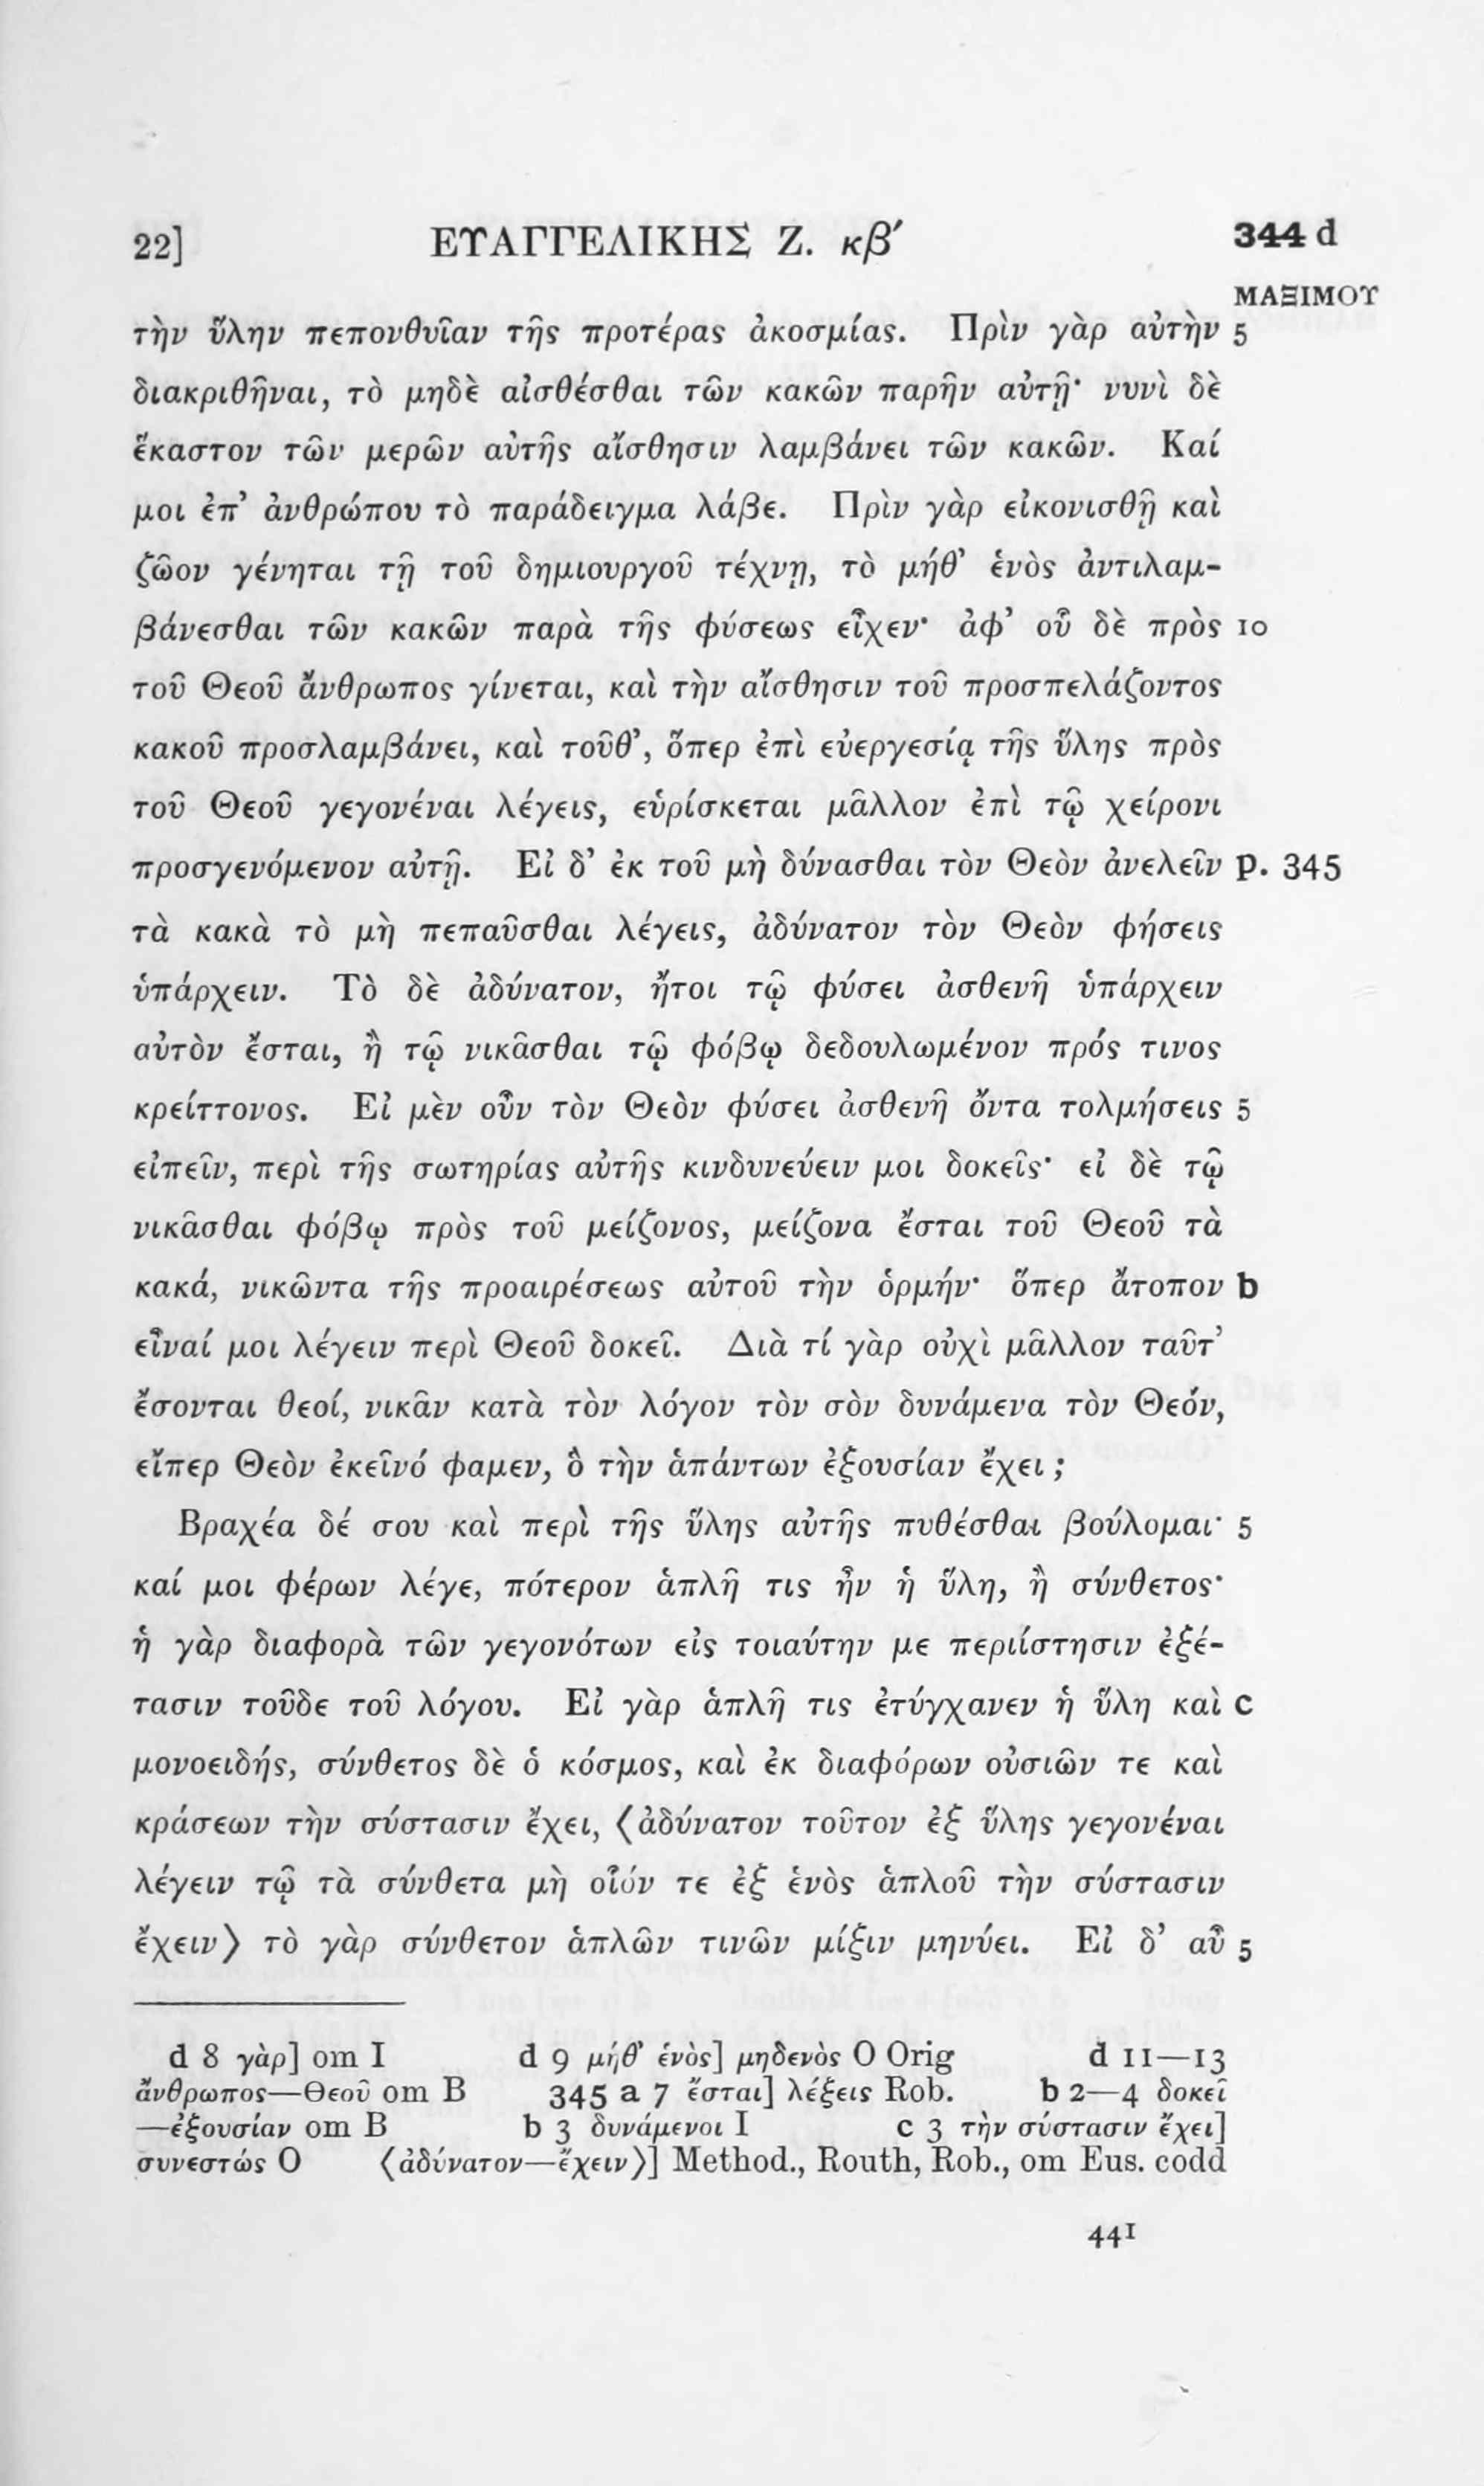 22] ΕΥΑΓΓΕΛΙΚΗΣ Ζ. κβ′ 344 d
ΜΑΞΙΜΟΥ
τὴν ὕλην πεπονθυῖαν τῆς προτέρας ἀκοσμίας. Πρὶν γὰρ αὐτὴν 5
διακριθῆναι, τὸ μηδὲ αἰσθέσθαι τῶν κακῶν παρῆν αὐτῇ· νυνὶ δὲ
ἕκαστον τῶν μερῶν αὐτῆς αἴσθησιν λαμβάνει τῶν κακῶν. Καί
μοι ἐπ’ ἀνθρώπου τὸ παράδειγμα λάβε. Πρὶν γὰρ εἰκονισθῇ καὶ
ζῶον γένηται τῇ τοῦ δημιουργοῦ τέχνῃ, τὸ μήθ’ ἑνὸς ἀντιλαμ-
βάνεσθαι τῶν κακῶν παρὰ τῆς φύσεως εἶχεν· ἀφ’ οὗ δὲ πρὸς 10
τοῦ Θεοῦ ἄνθρωπος γίνεται, καὶ τὴν αἴσθησιν τοῦ προσπελάζοντος
κακοῦ προσλαμβάνει, καὶ τοῦθ’, ὅπερ ἐπὶ εὐεργεσίᾳ τῆς ὕλης πρὸς
τοῦ Θεοῦ γεγονέναι λέγεις, εὑρίσκεται μᾶλλον ἐπὶ τῷ χείρονι
προσγενόμενον αὐτῇ. Εἰ δ’ ἐκ τοῦ μὴ δύνασθαι τὸν Θεὸν ἀνελεῖν p. 345
τὰ κακὰ τὸ μὴ πεπαῦσθαι λέγεις, ἀδύνατον τὸν Θεὸν φήσεις
ὑπάρχειν. Τὸ δὲ ἀδύνατον, ἤτοι τῷ φύσει ἀσθενῆ ὑπάρχειν
αὐτὸν ἔσται, ἢ τῷ νικᾶσθαι τῷ φόβῳ δεδουλωμένον πρός τινος
κρείττονος. Εἰ μὲν οὖν τὸν Θεὸν φύσει ἀσθενῆ ὄντα τολμήσεις 5
εἰπεῖν, περὶ τῆς σωτηρίας αὐτῆς κινδυνεύειν μοι δοκεῖς· εἰ δὲ τῷ
νικᾶσθαι φόβῳ πρὸς τοῦ μείζονος, μείζονα ἔσται τοῦ Θεοῦ τὰ
κακά, νικῶντα τῆς προαιρέσεως αὐτοῦ τὴν ὁρμήν· ὅπερ ἄτοπον b
εἶναί μοι λέγειν περὶ Θεοῦ δοκεῖ. Διὰ τί γὰρ οὐχὶ μᾶλλον ταῦτ’
ἔσονται θεοί, νικᾶν κατὰ τὸν λόγον τὸν σὸν δυνάμενα τὸν Θεόν,
εἴπερ Θεὸν ἐκεῖνό φαμεν, ὃ τὴν ἁπάντων ἐξουσίαν ἔχει;
Βραχέα δέ σου καὶ περὶ τῆς ὕλης αὐτῆς πυθέσθαι βούλομαι· 5
καί μοι φέρων λέγε, πότερον ἁπλῆ τις ἦν ἡ ὕλη, ἢ σύνθετος·
ἡ γὰρ διαφορὰ τῶν γεγονότων εἰς τοιαύτην με περιίστησιν ἐξέ-
τασιν τοῦδε τοῦ λόγου. Εἰ γὰρ ἁπλῆ τις ἐτύγχανεν ἡ ὕλη καὶ c
μονοειδής, σύνθετος δὲ ὁ κόσμος, καὶ ἐκ διαφόρων οὐσιῶν τε καὶ
κράσεων τὴν σύστασιν ἔχει, ⟨ἀδύνατον τοῦτον ἐξ ὕλης γεγονέναι
λέγειν τῷ τὰ σύνθετα μὴ οἷόν τε ἐξ ἑνὸς ἁπλοῦ τὴν σύστασιν
ἔχειν⟩ τὸ γὰρ σύνθετον ἁπλῶν τινῶν μίξιν μηνύει. Εἰ δ’ αὖ 5
d 8 γὰρ] om I d 9 μήθ’ ἑνὸς] μηδενὸς O Orig d 11—13
ἄνθρωπος—Θεοῦ om B 345 a 7 ἔσται] λέξεις Rob. b 2—4 δοκεῖ
—ἐξουσίαν om B b 3 δυνάμενοι I c 3 τὴν σύστασιν ἔχει]
συνεστώς O ⟨ἀδύνατον—ἔχειν⟩] Method., Routh, Rob., om Eus. codd
441